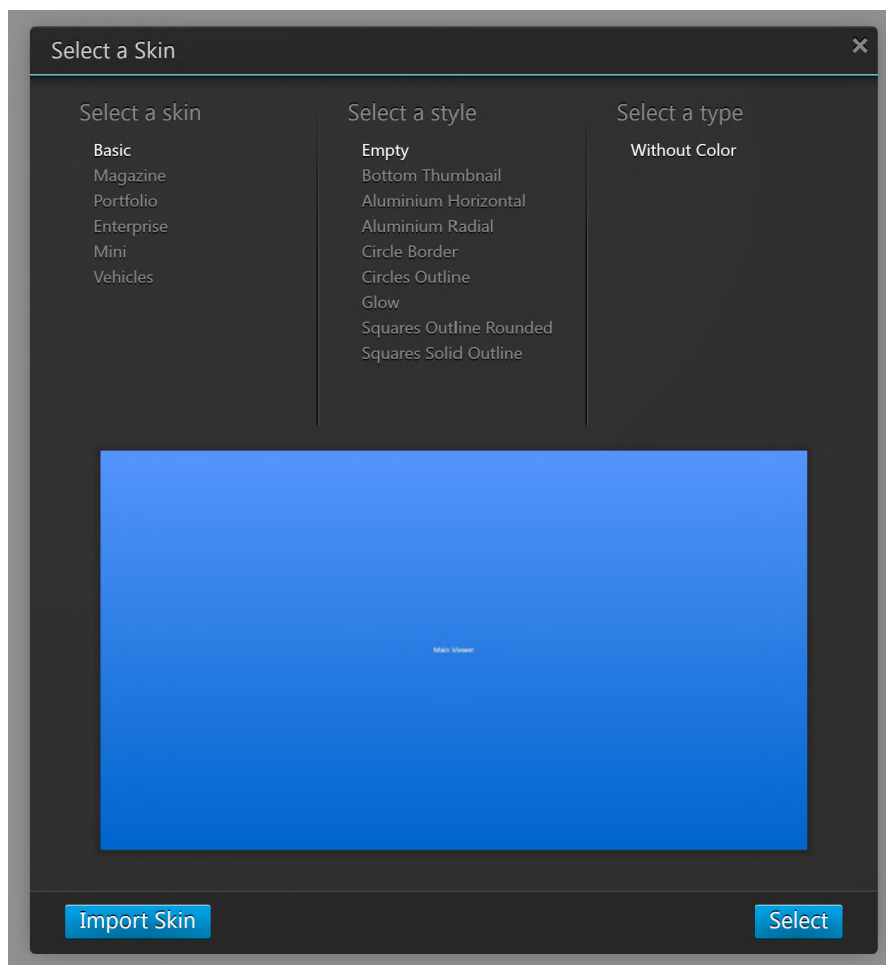 Select a Skin
×
Select a skin
Basic
Magazine
Portfolio
Enterprise
Mini
Vehicles
Select a style
Empty
Bottom Thumbnail
Aluminium Horizontal
Aluminium Radial
Circle Border
Circles Outline
Glow
Squares Outline Rounded
Squares Solid Outline
Select a type
Without Color
Main Viewer
Import Skin
Select